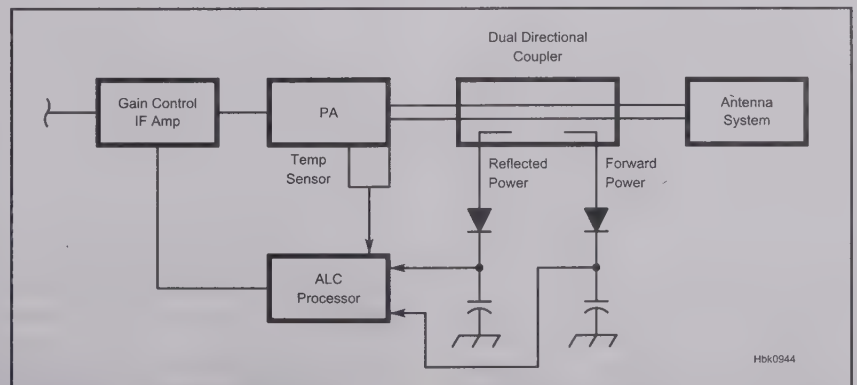 Dual Directional
Coupler
Gain Control
IF Amp
PA
Antenna
System
Temp
Sensor
Reflected
Power
Forward
Power
ALC
Processor
Hbk0944